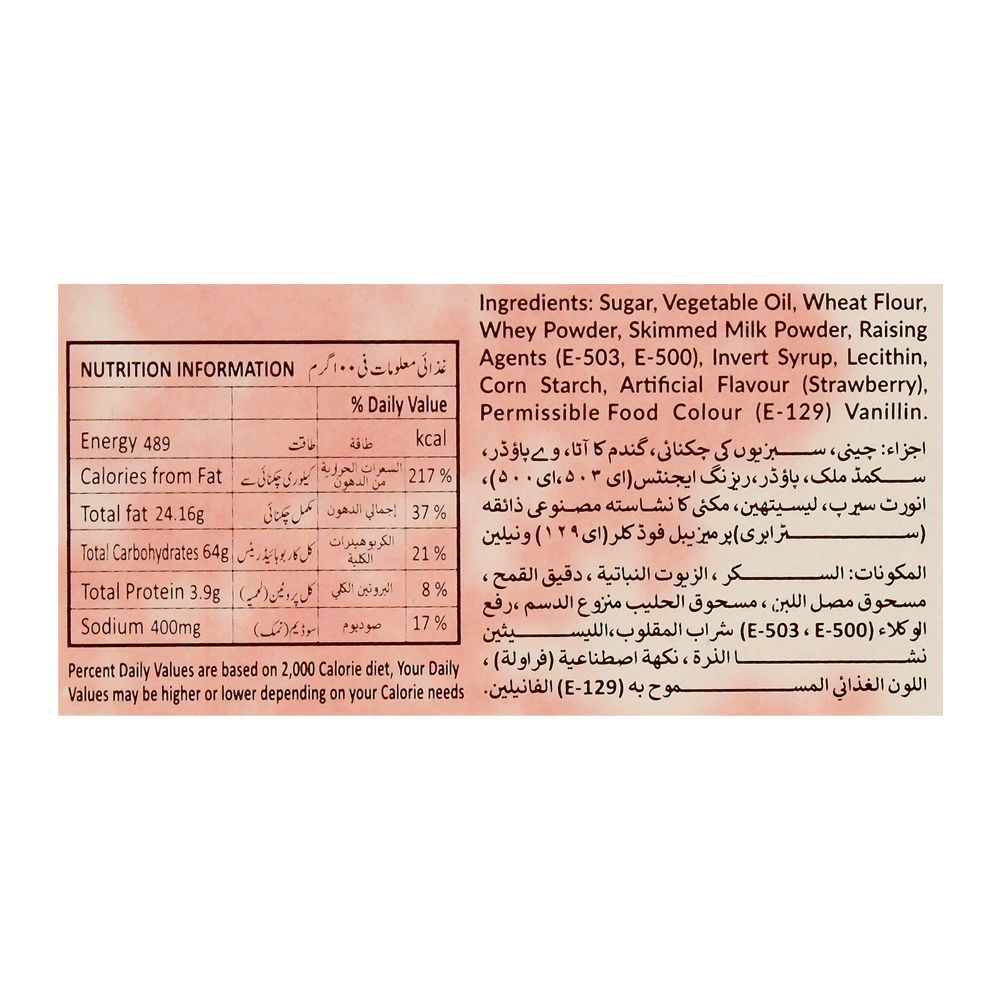 NUTRITION INFORMATION غذائی معلومات فی ۱۰۰ گرم
% Daily Value
Energy 489 طاقت طاقة kcal
Calories from Fat کیلوری چکنائی سے السعرات الحرارية من الدهون 217 %
Total fat 24.16g مکمل چکنائی إجمالي الدهون 37 %
Total Carbohydrates 64g کل کاربوہائیڈریٹس الكربوهيدرات الكلية 21 %
Total Protein 3.9g کل پروٹین (لحمیہ) البروتين الكلي 8 %
Sodium 400mg سوڈیم (نمک) صوديوم 17 %
Percent Daily Values are based on 2,000 Calorie diet, Your Daily
Values may be higher or lower depending on your Calorie needs
Ingredients: Sugar, Vegetable Oil, Wheat Flour,
Whey Powder, Skimmed Milk Powder, Raising
Agents (E-503, E-500), Invert Syrup, Lecithin,
Corn Starch, Artificial Flavour (Strawberry),
Permissible Food Colour (E-129) Vanillin.
اجزاء: چینی، سبزیوں کی چکنائی، گندم کا آٹا، وے پاؤڈر،
سکمڈ ملک، پاؤڈر، ریزنگ ایجنٹس (ای ۵۰۳، ای ۵۰۰)،
انورٹ سیرپ، لیسیتھین، مکئی کا نشاستہ مصنوعی ذائقہ
(سٹرابری) پرمیزیبل فوڈ کلر (ای ۱۲۹) ونیلین
المكونات: السكر ، الزيوت النباتية ، دقيق القمح ،
مسحوق مصل اللبن ، مسحوق الحليب منزوع الدسم ،رفع
الوكلاء (E-503 ، E-500) شراب المقلوب،الليسيثين
نشا الذرة ، نكهة اصطناعية (فراولة) ،
اللون الغذائي المسموح به (E-129) الفانيلين.